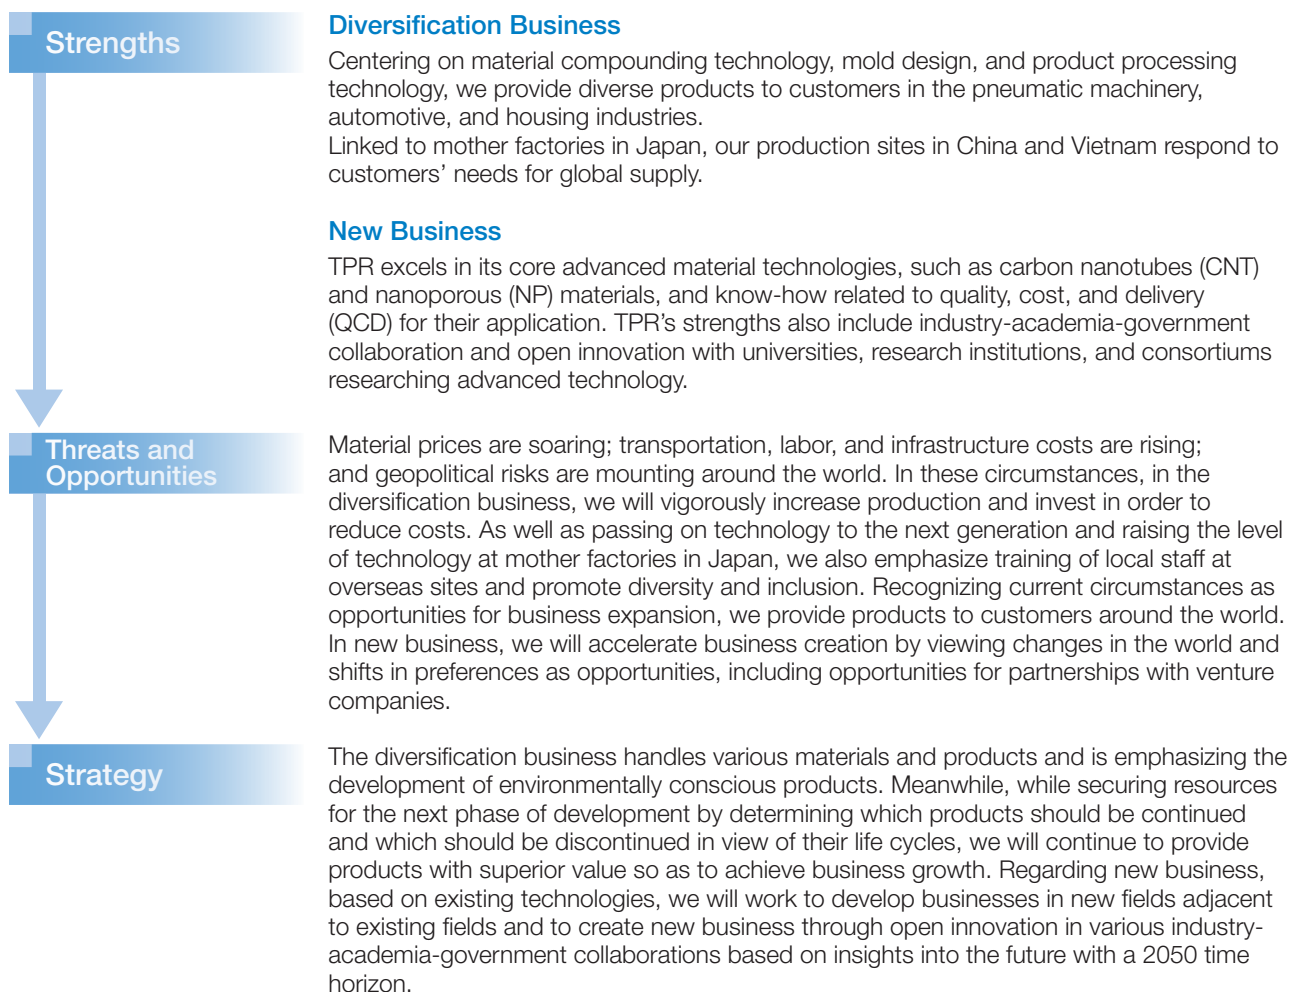 Strengths
Diversification Business
Centering on material compounding technology, mold design, and product processing
technology, we provide diverse products to customers in the pneumatic machinery,
automotive, and housing industries.
Linked to mother factories in Japan, our production sites in China and Vietnam respond to
customers’ needs for global supply.
New Business
TPR excels in its core advanced material technologies, such as carbon nanotubes (CNT)
and nanoporous (NP) materials, and know-how related to quality, cost, and delivery
(QCD) for their application. TPR’s strengths also include industry-academia-government
collaboration and open innovation with universities, research institutions, and consortiums
researching advanced technology.
Threats and
Opportunities
Material prices are soaring; transportation, labor, and infrastructure costs are rising;
and geopolitical risks are mounting around the world. In these circumstances, in the
diversification business, we will vigorously increase production and invest in order to
reduce costs. As well as passing on technology to the next generation and raising the level
of technology at mother factories in Japan, we also emphasize training of local staff at
overseas sites and promote diversity and inclusion. Recognizing current circumstances as
opportunities for business expansion, we provide products to customers around the world.
In new business, we will accelerate business creation by viewing changes in the world and
shifts in preferences as opportunities, including opportunities for partnerships with venture
companies.
Strategy
The diversification business handles various materials and products and is emphasizing the
development of environmentally conscious products. Meanwhile, while securing resources
for the next phase of development by determining which products should be continued
and which should be discontinued in view of their life cycles, we will continue to provide
products with superior value so as to achieve business growth. Regarding new business,
based on existing technologies, we will work to develop businesses in new fields adjacent
to existing fields and to create new business through open innovation in various industry-
academia-government collaborations based on insights into the future with a 2050 time
horizon.